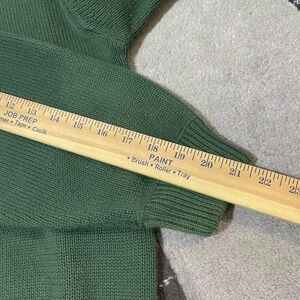 12 13 14 15 16 17 18 19 20 21 22 23
JOB PREP
• Tape • Caulk
PAINT
• Brush • Roller • Tray